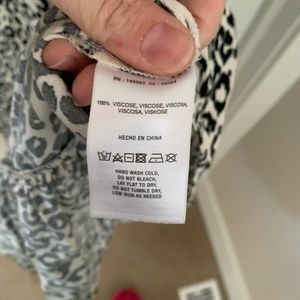 100% VISCOSE, VISCOSE, VISCOSA,
VISCOSA, VISKOSE
HECHO EN CHINA
HAND WASH COLD,
DO NOT BLEACH,
LAY FLAT TO DRY,
DO NOT TUMBLE DRY,
LOW IRON AS NEEDED